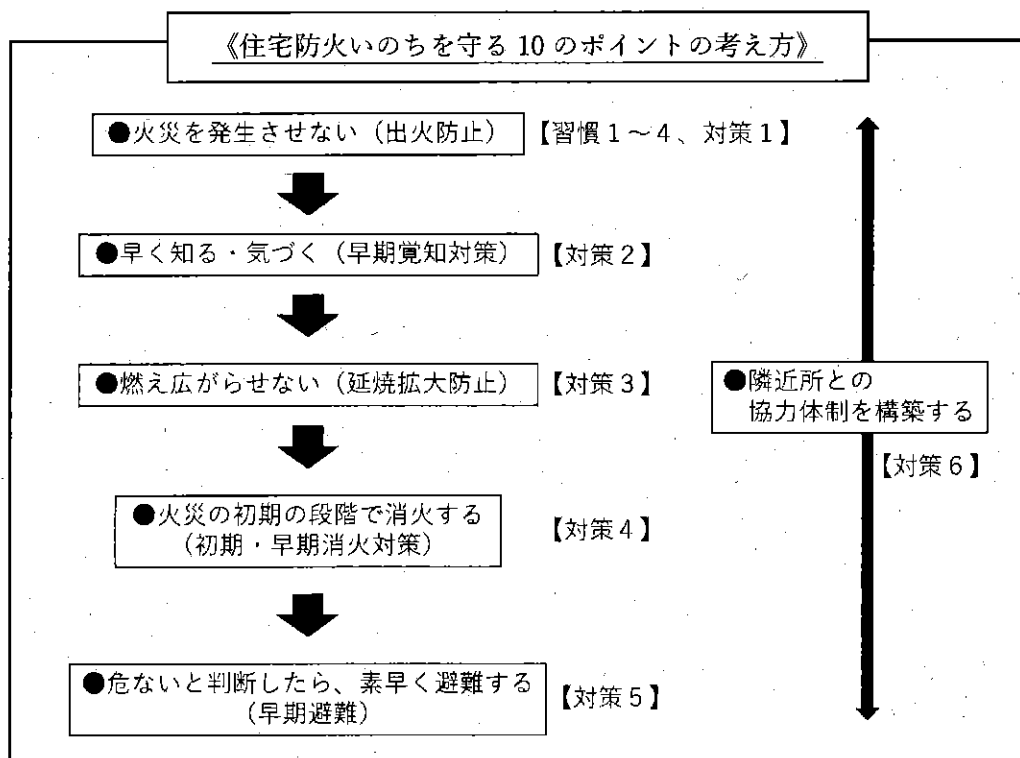 《住宅防火いのちを守る 10 のポイントの考え方》
●火災を発生させない（出火防止）　【習慣１～４、対策１】
●早く知る・気づく（早期覚知対策）　【対策２】
●燃え広がらせない（延焼拡大防止）　【対策３】
●隣近所との
協力体制を構築する
【対策６】
●火災の初期の段階で消火する
（初期・早期消火対策）
【対策４】
●危ないと判断したら、素早く避難する
（早期避難）
【対策５】